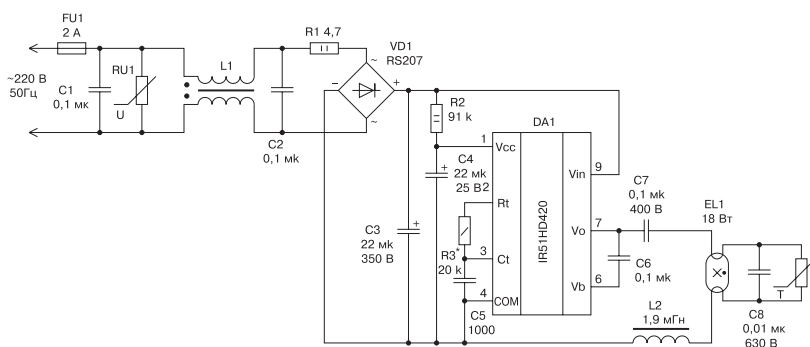 FU1
2 А
~220 В
50Гц
C1
0,1 мк
RU1
U
L1
C2
0,1 мк
R1 4,7
VD1
RS207
~
~
−
+
R2
91 k
C3
22 мк
350 В
+
C4
22 мк
25 В
+
R3*
20 k
C5
1000
DA1
IR51HD420
1
Vcc
2
Rt
3
Ct
4
COM
9
Vin
7
Vo
6
Vb
C6
0,1 мк
C7
0,1 мк
400 В
L2
1,9 мГн
EL1
18 Вт
C8
0,01 мк
630 В
T